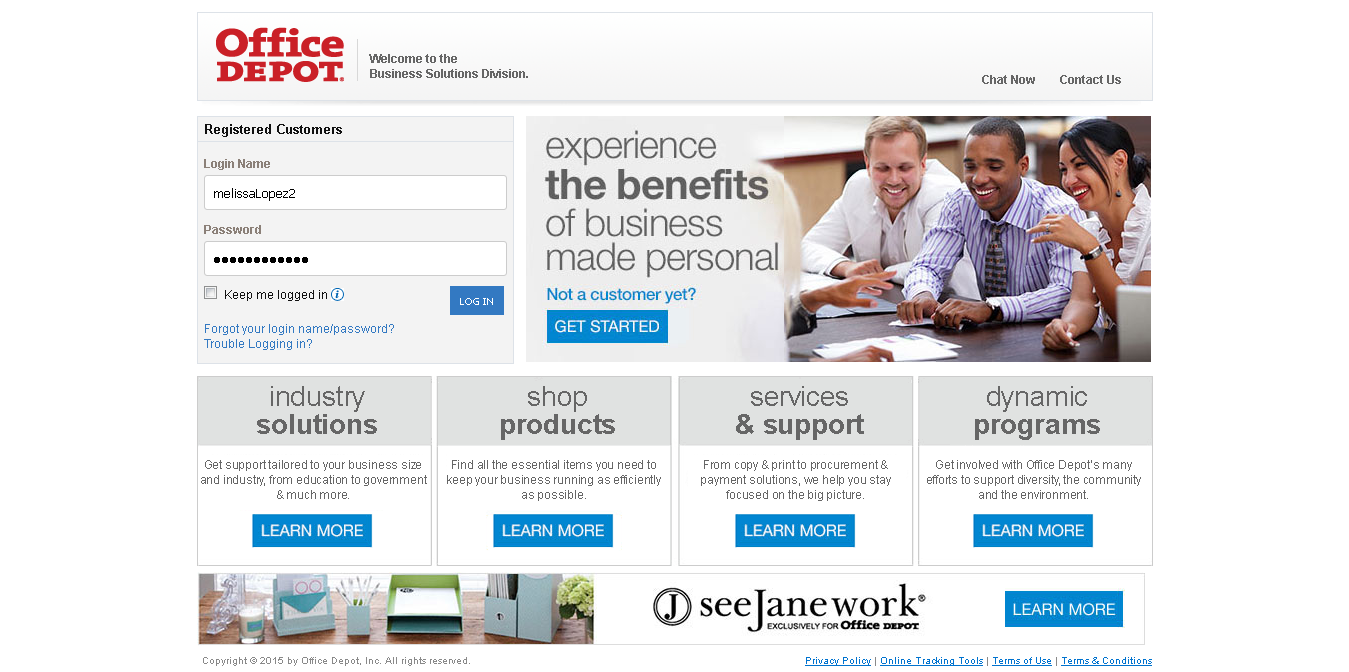 Office DEPOT.
Welcome to the
Business Solutions Division.
Chat Now
Contact Us
Registered Customers
Login Name
melissaLopez2
Password
••••••••••••
Keep me logged in
LOG IN
Forgot your login name/password?
Trouble Logging in?
experience
the benefits
of business
made personal
Not a customer yet?
GET STARTED
industry
solutions
Get support tailored to your business size
and industry, from education to government
& much more.
LEARN MORE
shop
products
Find all the essential items you need to
keep your business running as efficiently
as possible.
LEARN MORE
services
& support
From copy & print to procurement &
payment solutions, we help you stay
focused on the big picture.
LEARN MORE
dynamic
programs
Get involved with Office Depot's many
efforts to support diversity, the community
and the environment.
LEARN MORE
J seeJanework®
EXCLUSIVELY FOR Office DEPOT
LEARN MORE
Copyright © 2015 by Office Depot, Inc. All rights reserved.
Privacy Policy | Online Tracking Tools | Terms of Use | Terms & Conditions